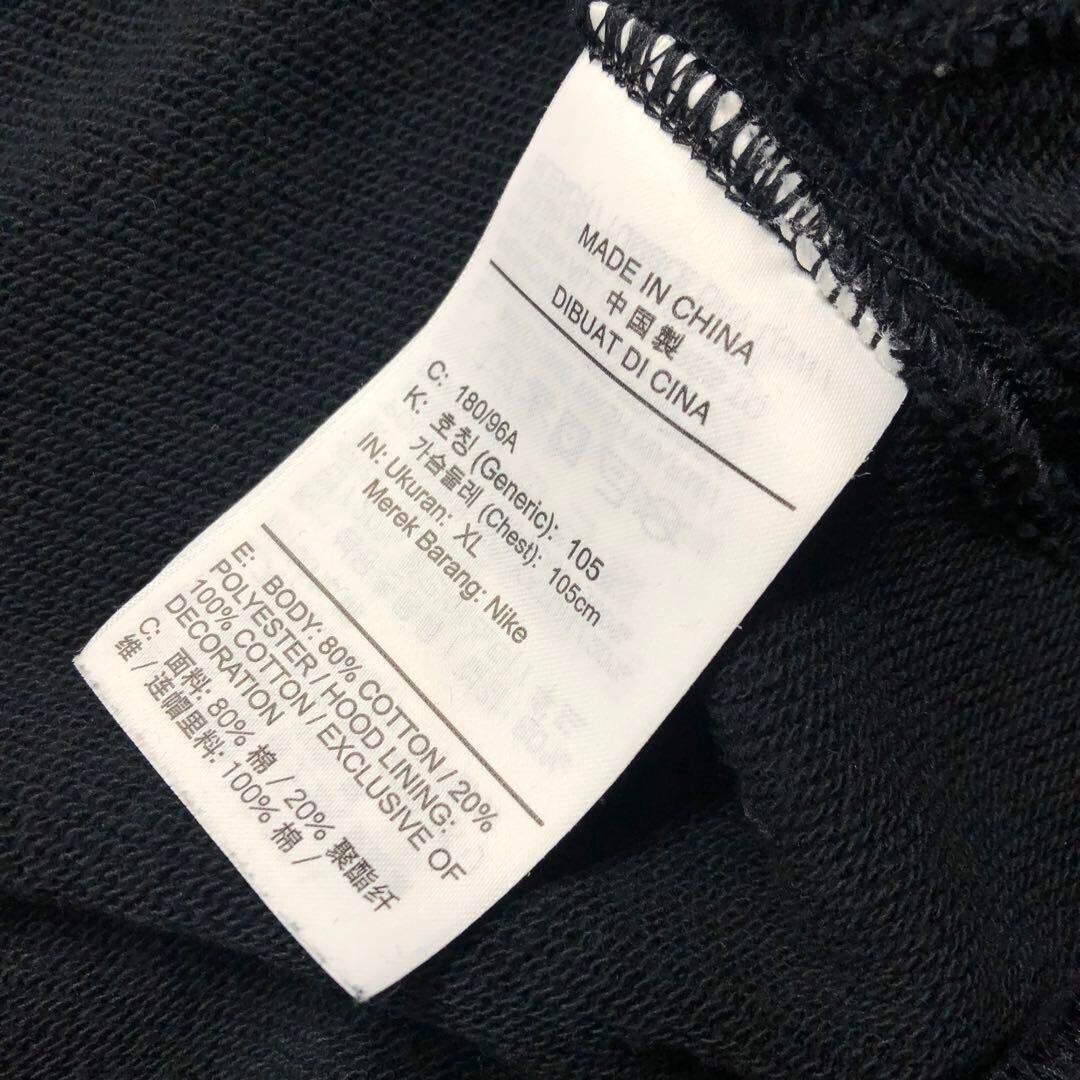 MADE IN CHINA
中国製
DIBUAT DI CINA
C: 180/96A
K: 호칭 (Generic): 105
가슴둘레 (Chest): 105cm
IN: Ukuran: XL
Merek Barang: Nike
E: BODY: 80% COTTON / 20%
POLYESTER / HOOD LINING:
100% COTTON / EXCLUSIVE OF
DECORATION
C: 面料: 80% 棉 / 20% 聚酯纤
维 / 连帽里料: 100% 棉 /